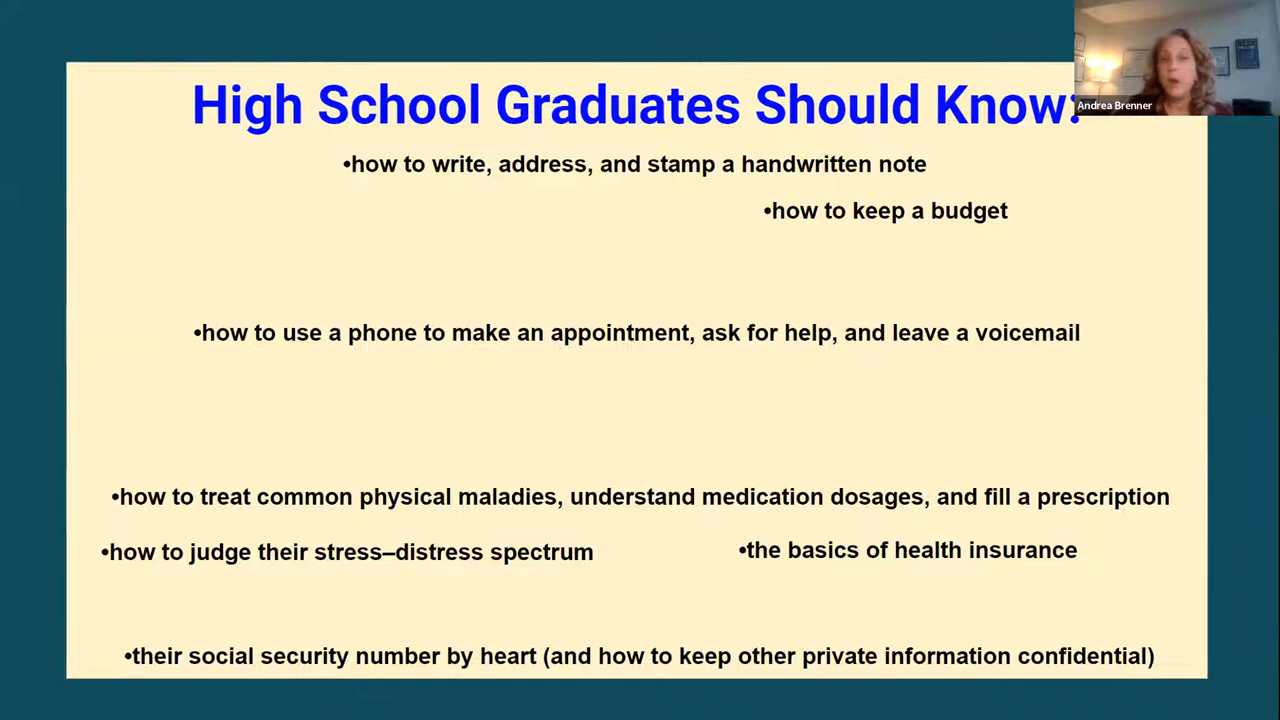 High School Graduates Should Know:
Andrea Brenner
•how to write, address, and stamp a handwritten note
•how to keep a budget
•how to use a phone to make an appointment, ask for help, and leave a voicemail
•how to treat common physical maladies, understand medication dosages, and fill a prescription
•how to judge their stress–distress spectrum
•the basics of health insurance
•their social security number by heart (and how to keep other private information confidential)